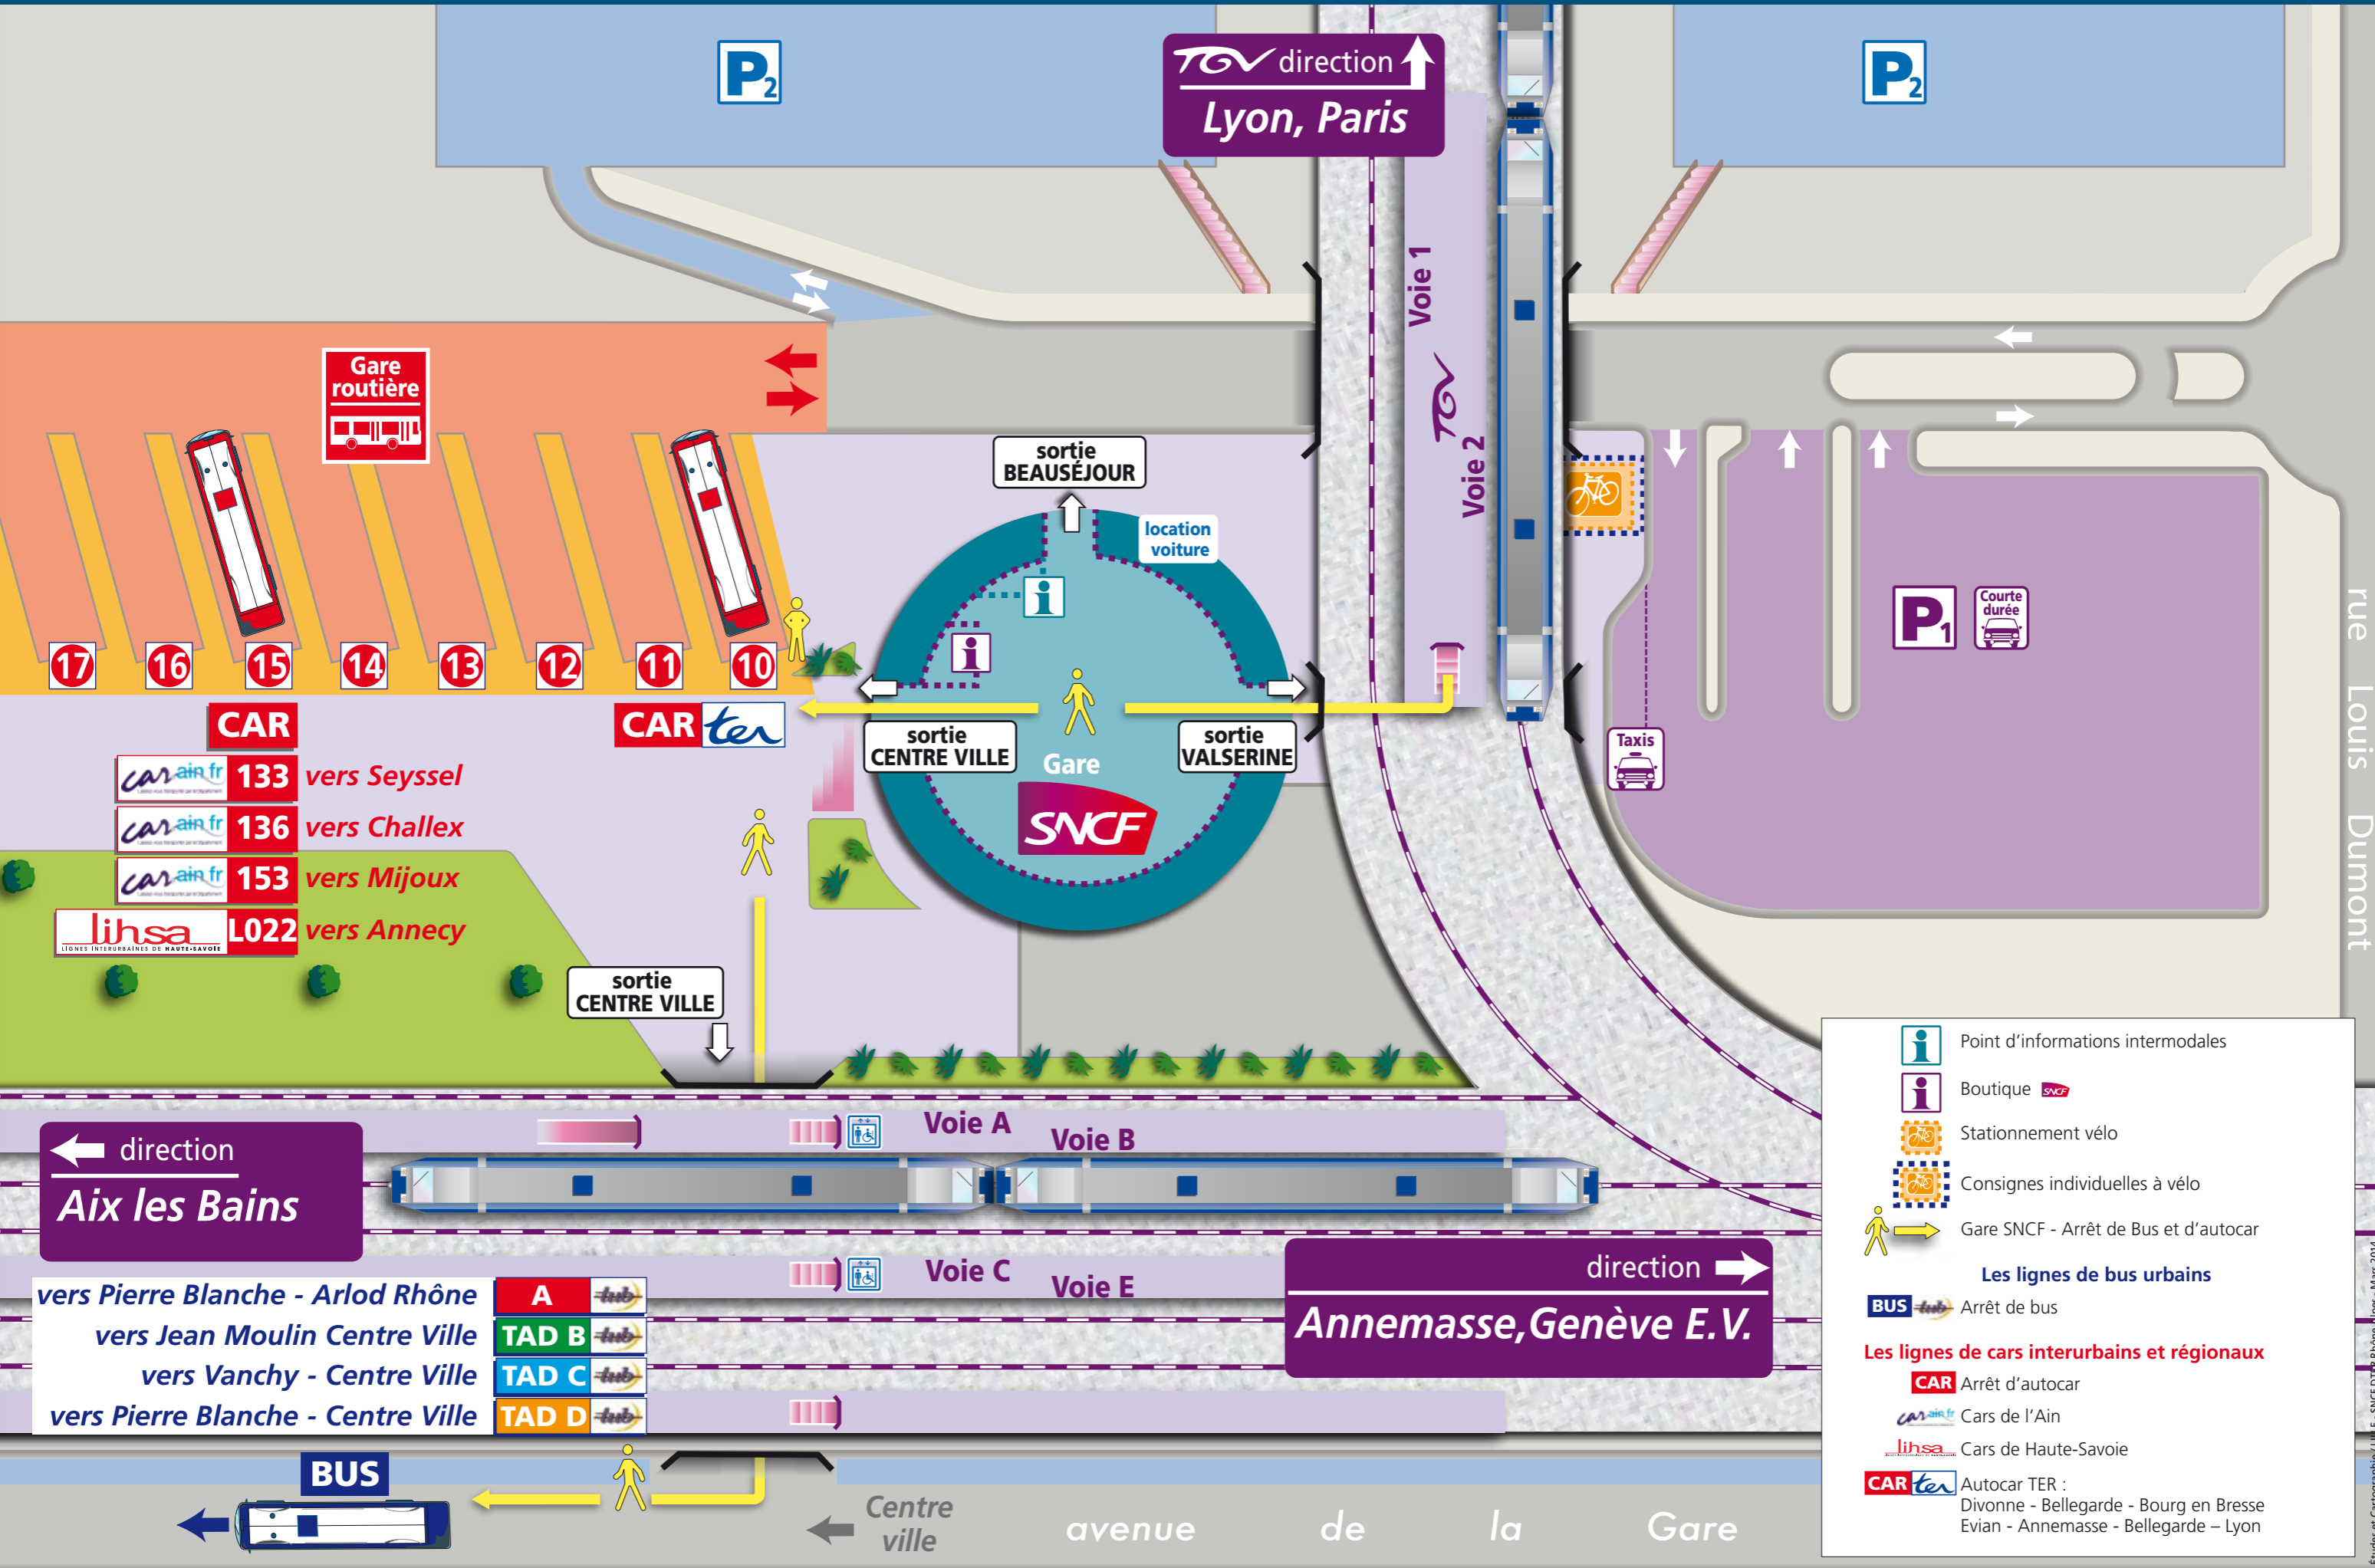 P2
TGV direction
Lyon, Paris
P2
Voie 1
TGV
Voie 2
Gare
routière
sortie
BEAUSÉJOUR
location
voiture
i
i
17
16
15
14
13
12
11
10
CAR
CAR ter
sortie
CENTRE VILLE
Gare
SNCF
sortie
VALSERINE
P1
Courte
durée
Taxis
rue Louis Dumont
car.ain.fr 133 vers Seyssel
car.ain.fr 136 vers Challex
car.ain.fr 153 vers Mijoux
lihsa L022 vers Annecy
LIGNES INTERURBAINES DE HAUTE-SAVOIE
sortie
CENTRE VILLE
Voie A
Voie B
direction
Aix les Bains
Voie C
Voie E
direction
Annemasse,Genève E.V.
vers Pierre Blanche - Arlod Rhône A tub
vers Jean Moulin Centre Ville TAD B tub
vers Vanchy - Centre Ville TAD C tub
vers Pierre Blanche - Centre Ville TAD D tub
BUS
Centre
ville
avenue de la Gare
i Point d'informations intermodales
i Boutique SNCF
Stationnement vélo
Consignes individuelles à vélo
Gare SNCF - Arrêt de Bus et d'autocar
Les lignes de bus urbains
BUS tub Arrêt de bus
Les lignes de cars interurbains et régionaux
CAR Arrêt d'autocar
car.ain.fr Cars de l'Ain
lihsa Cars de Haute-Savoie
CAR ter Autocar TER :
Divonne - Bellegarde - Bourg en Bresse
Evian - Annemasse - Bellegarde – Lyon